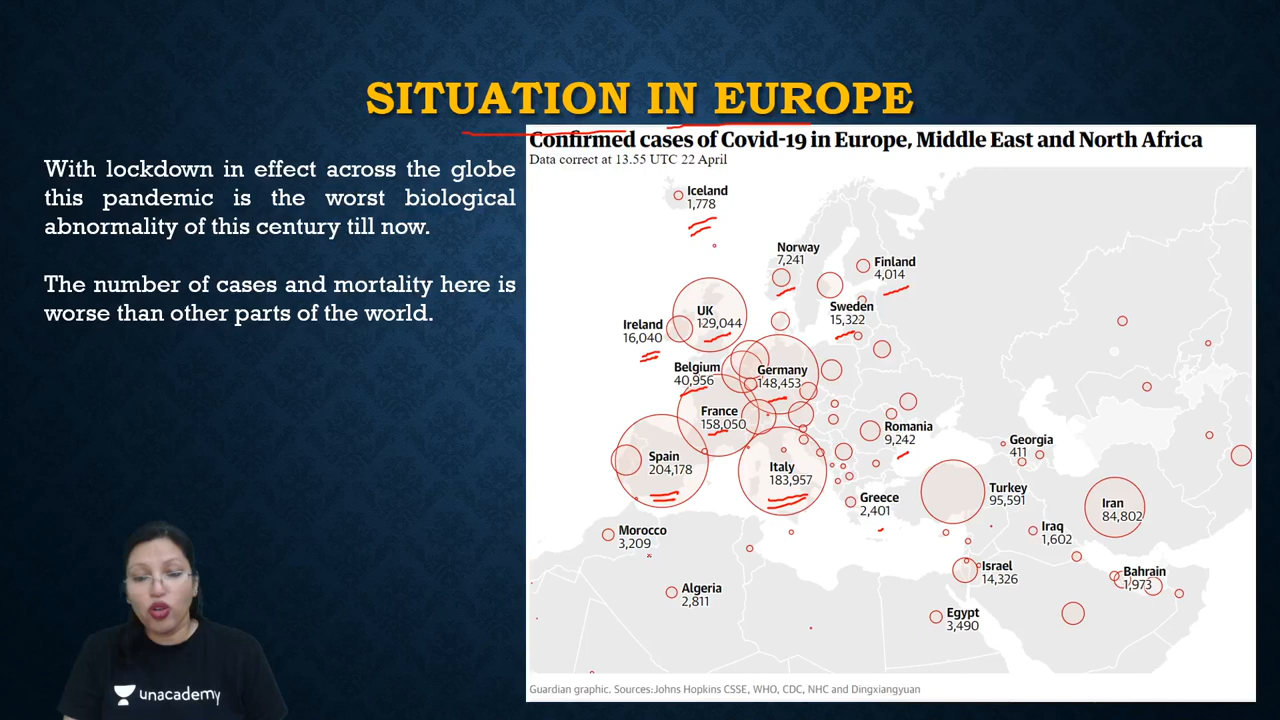 SITUATION IN EUROPE
With lockdown in effect across the globe
this pandemic is the worst biological
abnormality of this century till now.
The number of cases and mortality here is
worse than other parts of the world.
Confirmed cases of Covid-19 in Europe, Middle East and North Africa
Data correct at 13.55 UTC 22 April
Iceland
1,778
Norway
7,241
Finland
4,014
Sweden
15,322
UK
129,044
Ireland
16,040
Belgium
40,956
Germany
148,453
France
158,050
Romania
9,242
Georgia
411
Spain
204,178
Italy
183,957
Greece
2,401
Turkey
95,591
Iran
84,802
Iraq
1,602
Morocco
3,209
Israel
14,326
Bahrain
1,973
Algeria
2,811
Egypt
3,490
Guardian graphic. Sources:Johns Hopkins CSSE, WHO, CDC, NHC and Dingxiangyuan
unacademy